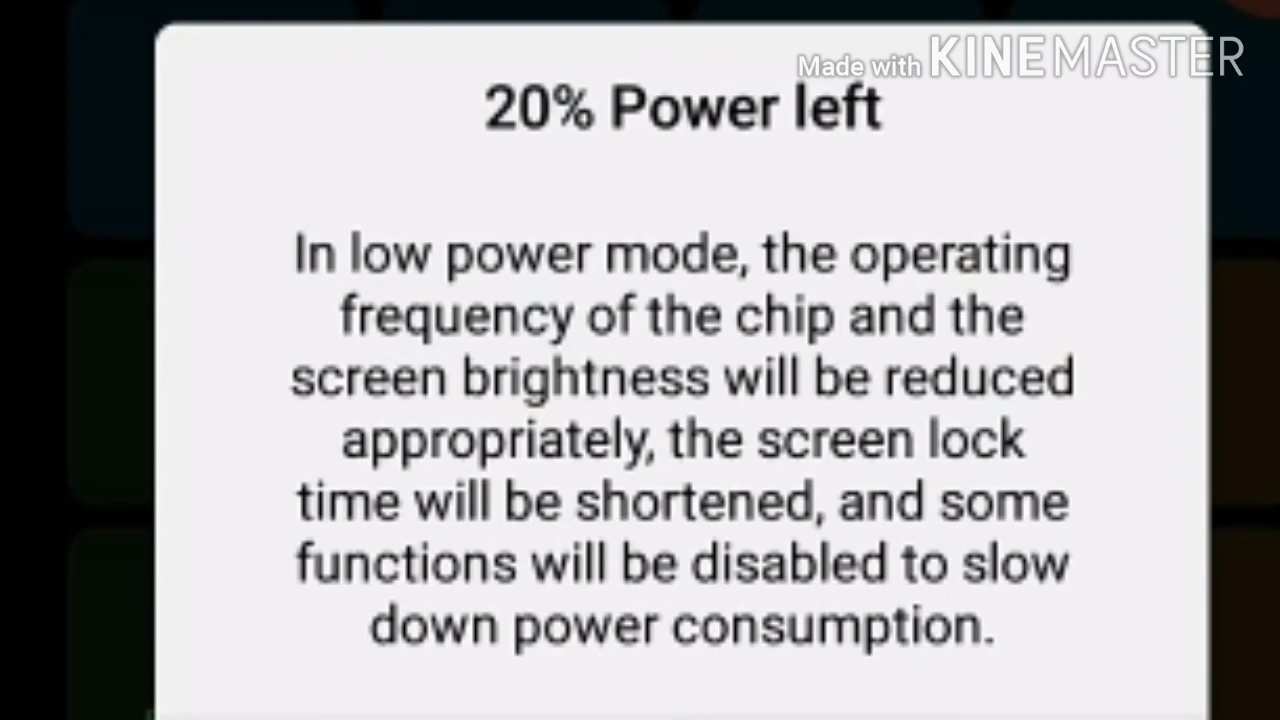 Made with KINEMASTER
20% Power left
In low power mode, the operating
frequency of the chip and the
screen brightness will be reduced
appropriately, the screen lock
time will be shortened, and some
functions will be disabled to slow
down power consumption.